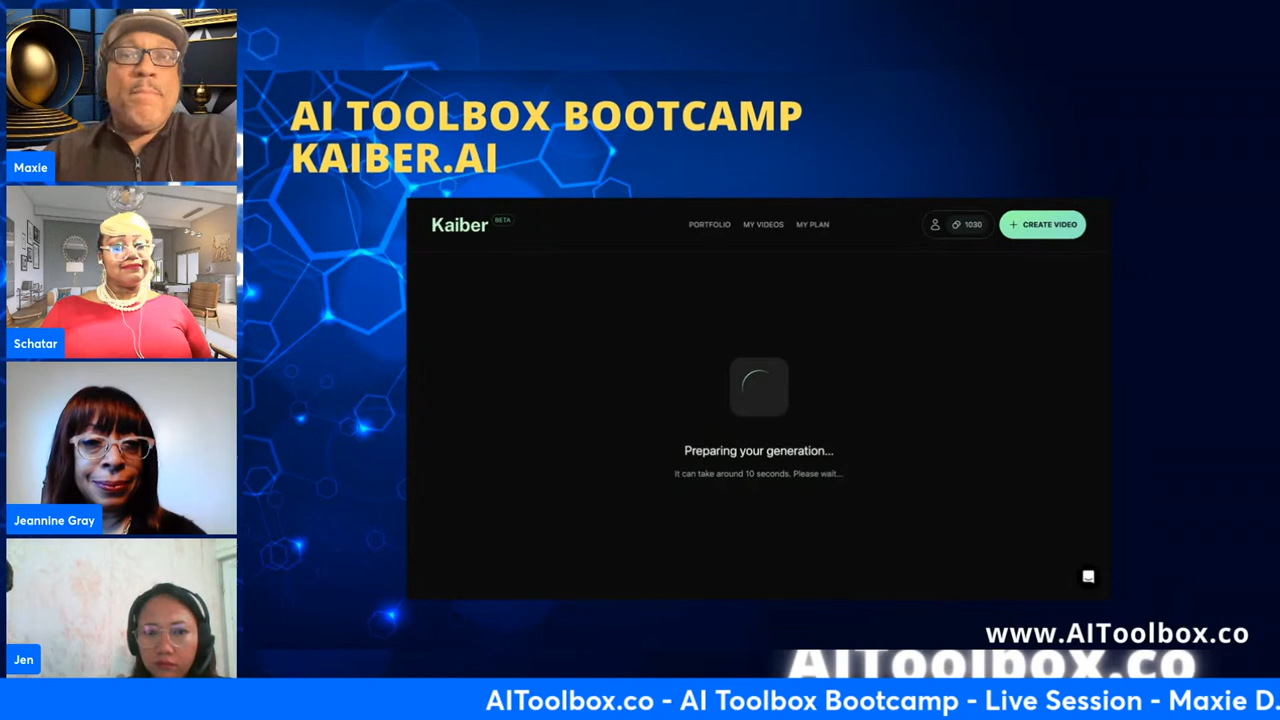 Maxie
Schatar
Jeannine Gray
Jen
AI TOOLBOX BOOTCAMP
KAIBER.AI
Kaiber BETA
PORTFOLIO MY VIDEOS MY PLAN
1030
+ CREATE VIDEO
Preparing your generation...
It can take around 10 seconds. Please wait...
www.AIToolbox.co
AIToolbox.co
AIToolbox.co - AI Toolbox Bootcamp - Live Session - Maxie D.